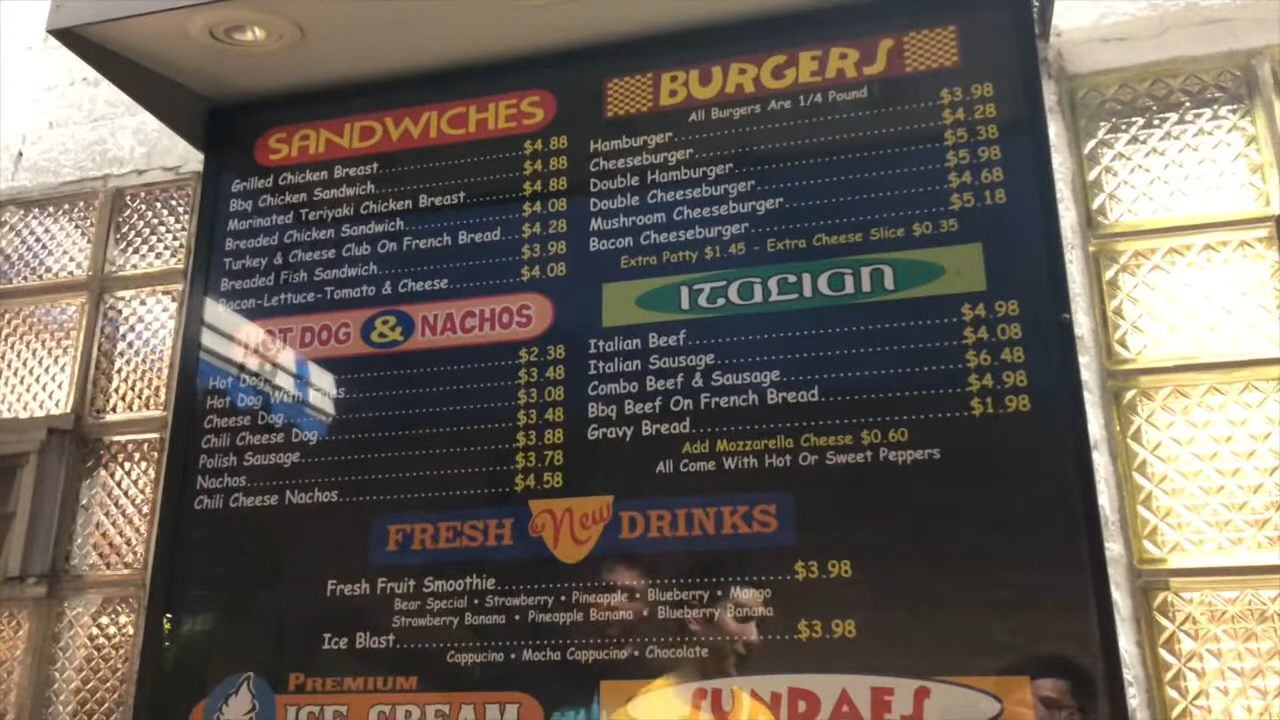 SANDWICHES
Grilled Chicken Breast $4.88
Bbq Chicken Sandwich $4.88
Marinated Teriyaki Chicken Breast $4.88
Breaded Chicken Sandwich $4.08
Turkey & Cheese Club On French Bread $4.28
Breaded Fish Sandwich $3.98
Bacon-Lettuce-Tomato & Cheese $4.08
HOT DOG & NACHOS
Hot Dog $2.38
Hot Dog With Fries $3.48
Cheese Dog $3.08
Chili Cheese Dog $3.48
Polish Sausage $3.88
Nachos $3.78
Chili Cheese Nachos $4.58
BURGERS
All Burgers Are 1/4 Pound
Hamburger $3.98
Cheeseburger $4.28
Double Hamburger $5.38
Double Cheeseburger $5.98
Mushroom Cheeseburger $4.68
Bacon Cheeseburger $5.18
Extra Patty $1.45 - Extra Cheese Slice $0.35
ITALIAN
Italian Beef $4.98
Italian Sausage $4.08
Combo Beef & Sausage $6.48
Bbq Beef On French Bread $4.98
Gravy Bread $1.98
Add Mozzarella Cheese $0.60
All Come With Hot Or Sweet Peppers
FRESH New DRINKS
Fresh Fruit Smoothie $3.98
Bear Special • Strawberry • Pineapple • Blueberry • Mango
Strawberry Banana • Pineapple Banana • Blueberry Banana
Ice Blast $3.98
Cappucino • Mocha Cappucino • Chocolate
PREMIUM
ICE CREAM
SUNDAES